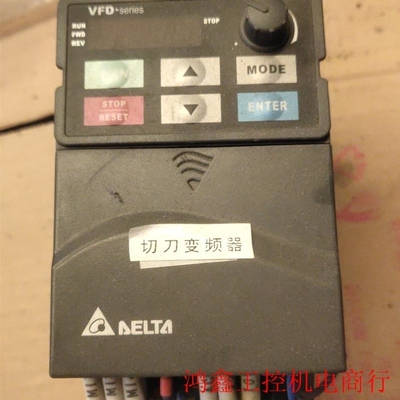 VFD-series
RUN
FWD
REV
STOP
MODE
STOP
RESET
ENTER
切刀变频器
DELTA
鸿鑫工控机电商行